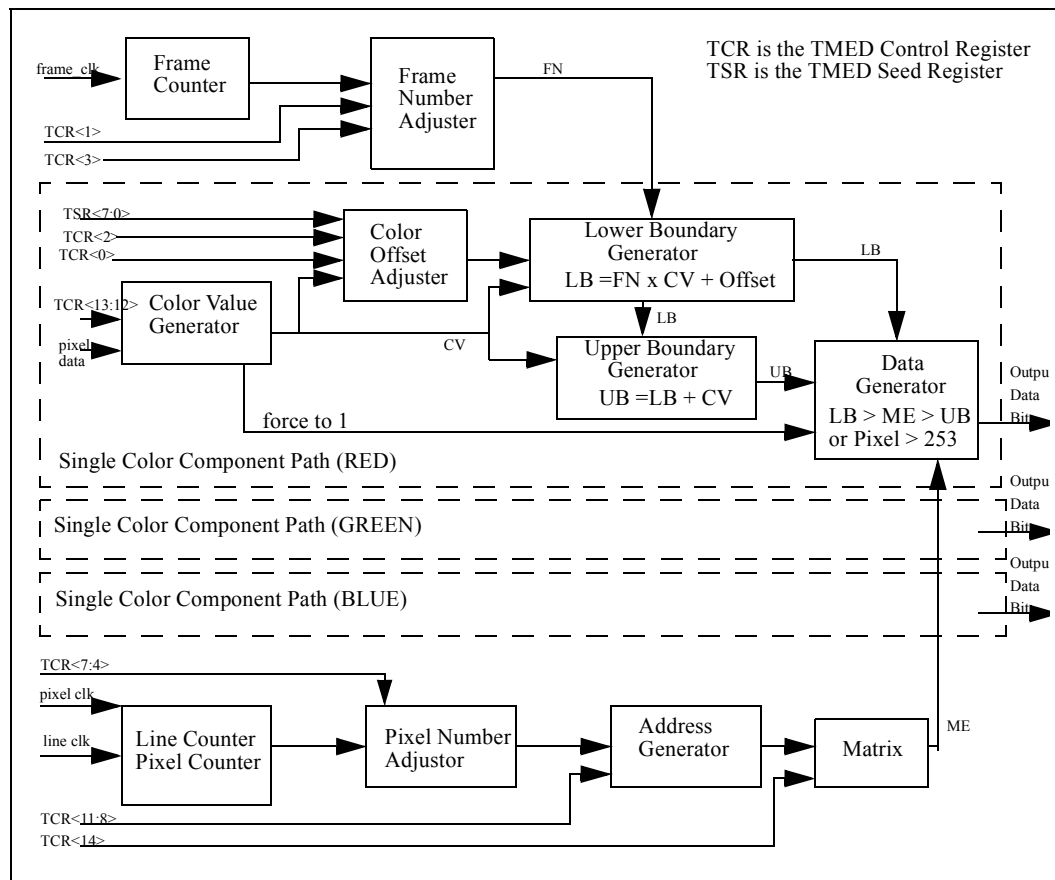 TCR is the TMED Control Register
TSR is the TMED Seed Register
frame_clk
Frame
Counter
Frame
Number
Adjuster
FN
TCR<1>
TCR<3>
TSR<7:0>
TCR<2>
TCR<0>
Color
Offset
Adjuster
Lower Boundary
Generator
LB =FN x CV + Offset
LB
TCR<13:12>
pixel
data
Color Value
Generator
CV
LB
Upper Boundary
Generator
UB =LB + CV
UB
Data
Generator
LB > ME > UB
or Pixel > 253
Outpu
Data
Bit
force to 1
Single Color Component Path (RED)
Outpu
Data
Bit
Single Color Component Path (GREEN)
Outpu
Data
Bit
Single Color Component Path (BLUE)
TCR<7:4>
pixel clk
line clk
Line Counter
Pixel Counter
Pixel Number
Adjustor
Address
Generator
Matrix
ME
TCR<11:8>
TCR<14>